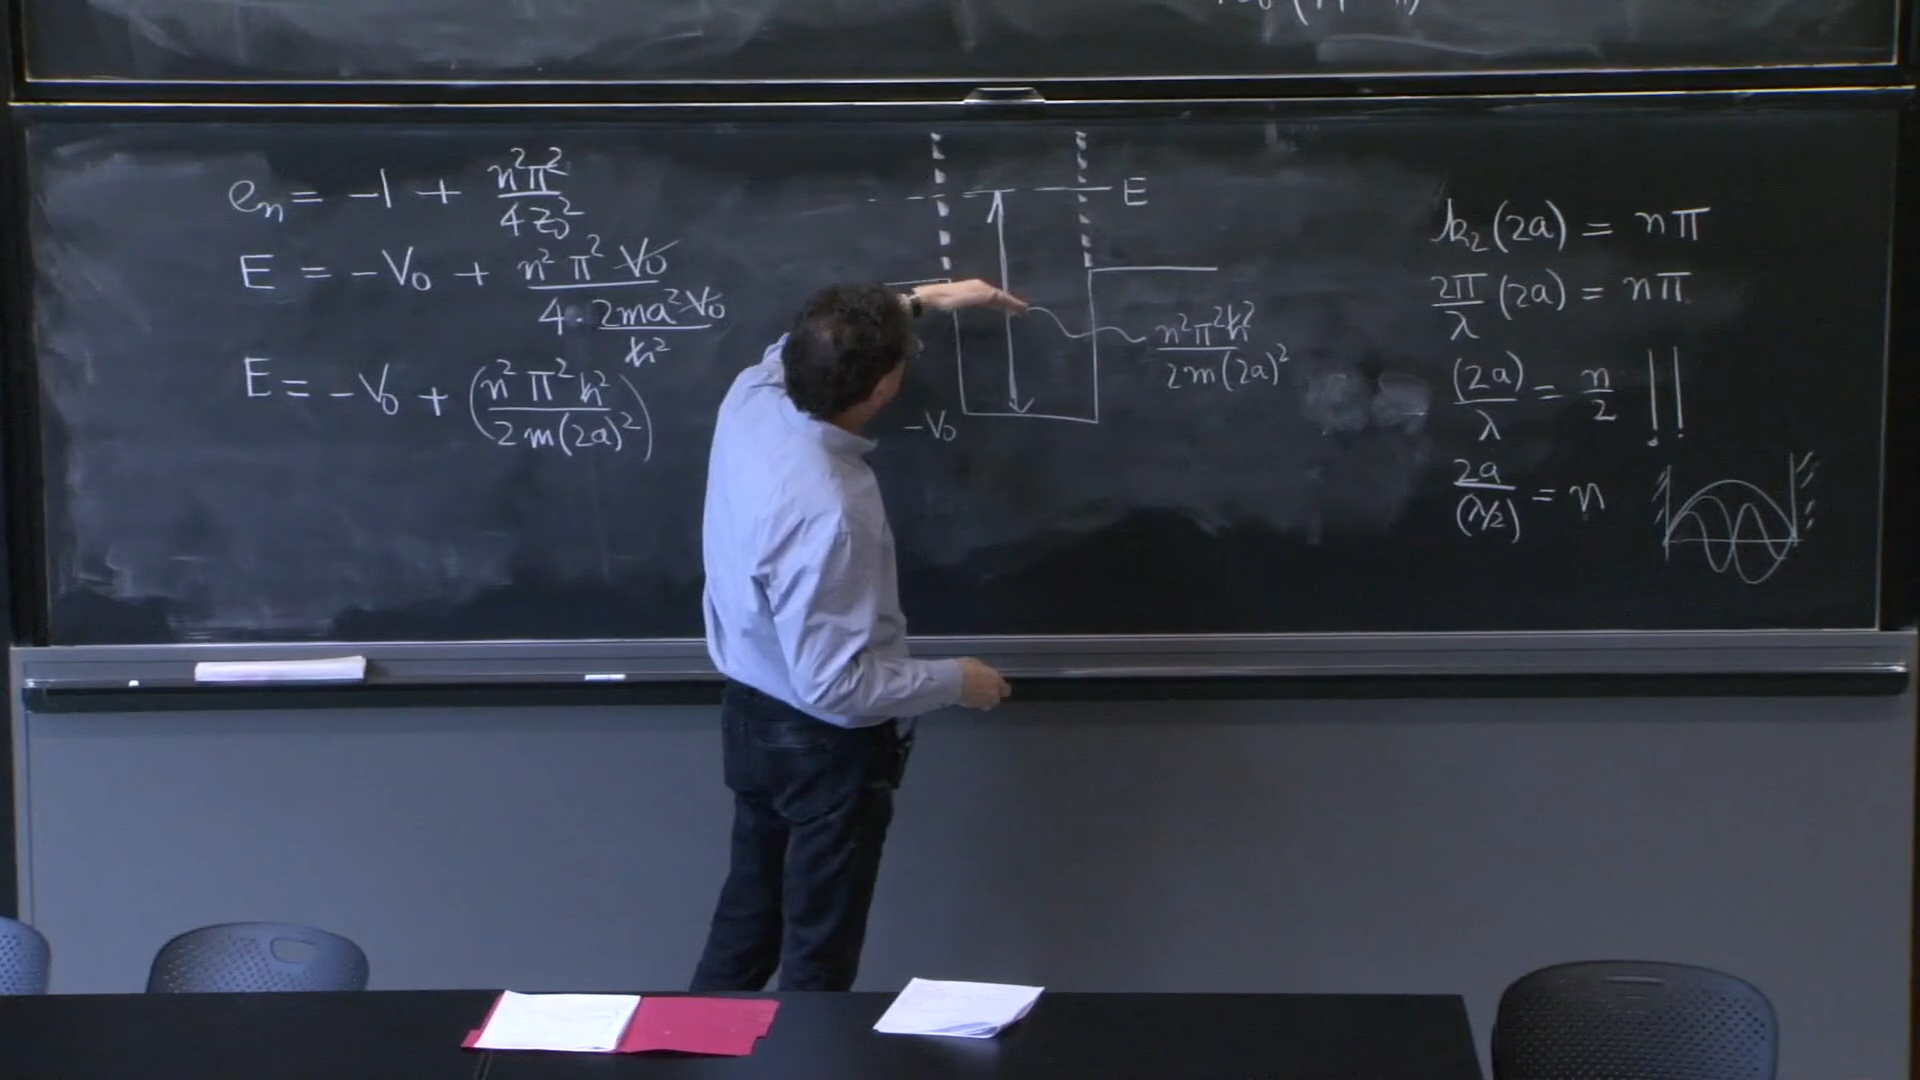 eₙ = -1 + n²π²/4z₀²
E = -V₀ + n²π²V₀/(4·2ma²V₀/ħ²)
E = -V₀ + (n²π²ħ²/2m(2a)²)
E
n²π²ħ²/2m(2a)²
-V₀
k₂(2a) = nπ
2π/λ (2a) = nπ
(2a)/λ = n/2 !!
2a/(λ/2) = n